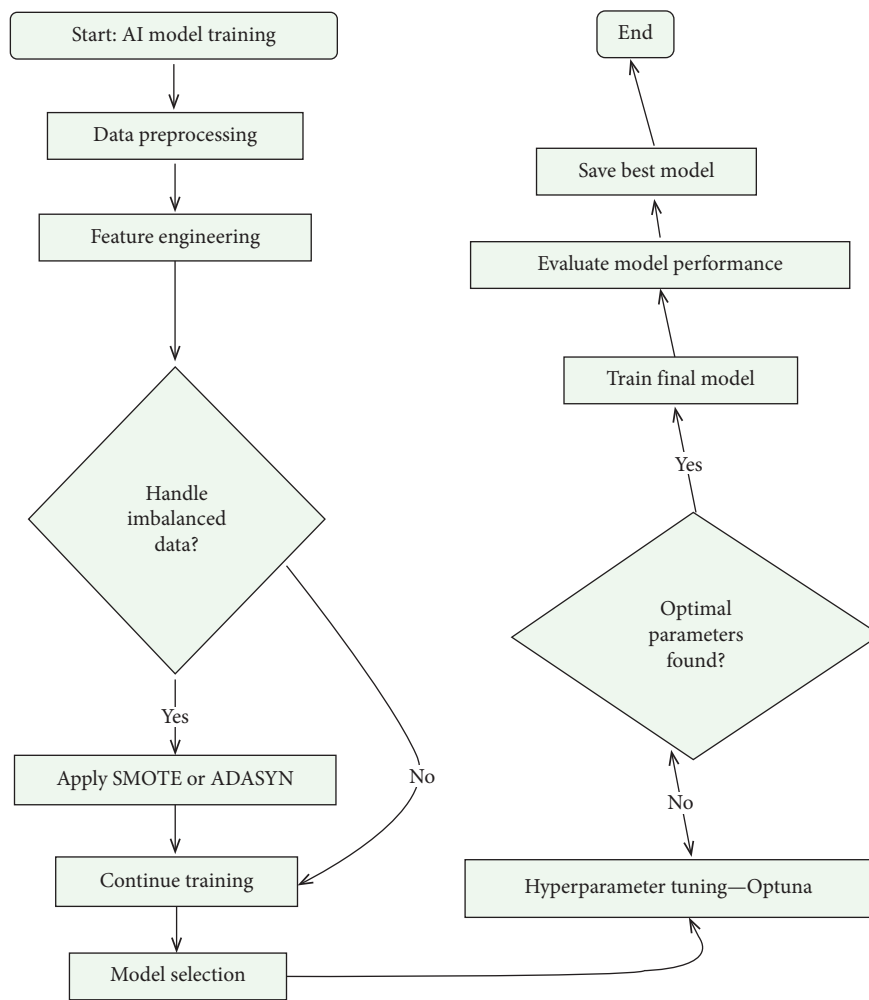 Start: AI model training
Data preprocessing
Feature engineering
Handle
imbalanced
data?
Yes
No
Apply SMOTE or ADASYN
Continue training
Model selection
Hyperparameter tuning—Optuna
No
Optimal
parameters
found?
Yes
Train final model
Evaluate model performance
Save best model
End